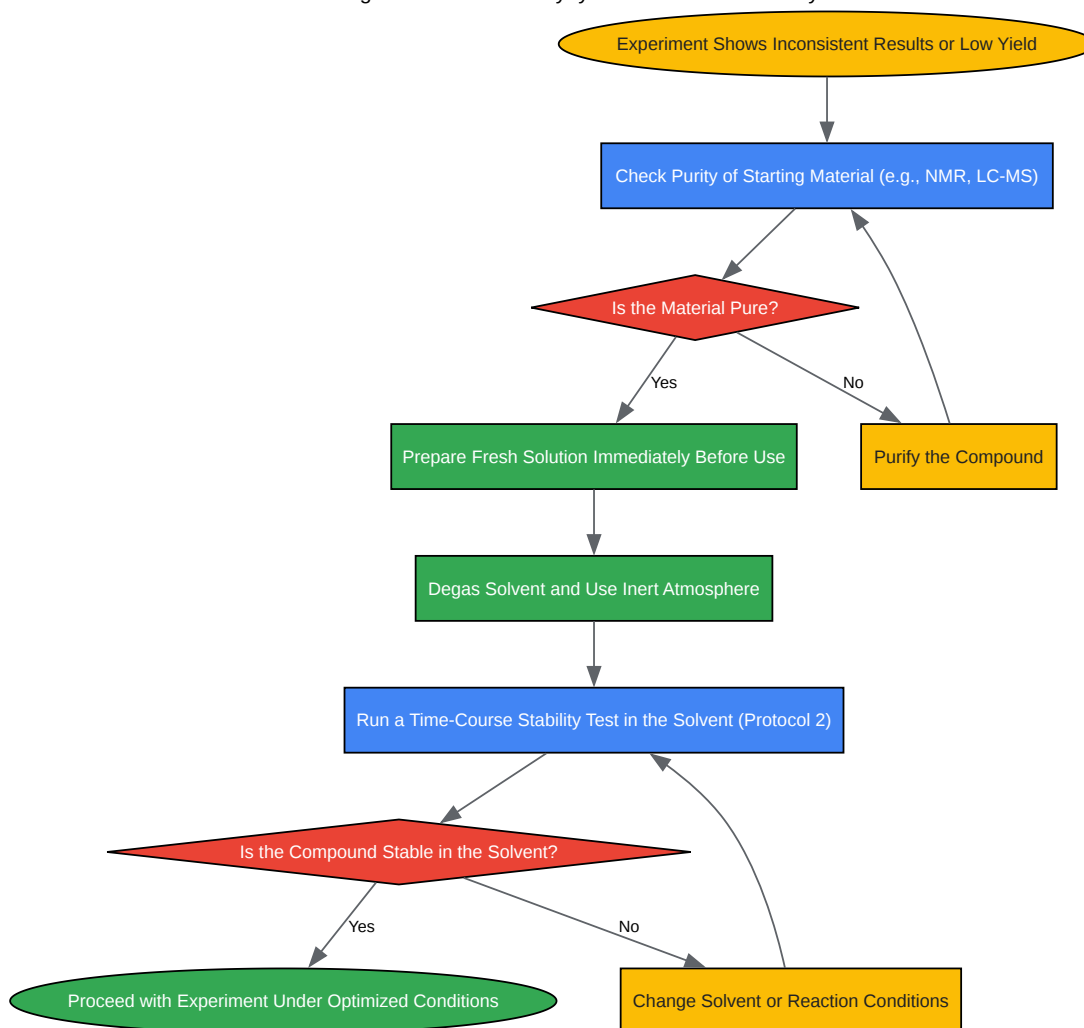 Experiment Shows Inconsistent Results or Low Yield
Check Purity of Starting Material (e.g., NMR, LC-MS)
Is the Material Pure?
Yes
No
Prepare Fresh Solution Immediately Before Use
Purify the Compound
Degas Solvent and Use Inert Atmosphere
Run a Time-Course Stability Test in the Solvent (Protocol 2)
Is the Compound Stable in the Solvent?
Yes
No
Proceed with Experiment Under Optimized Conditions
Change Solvent or Reaction Conditions